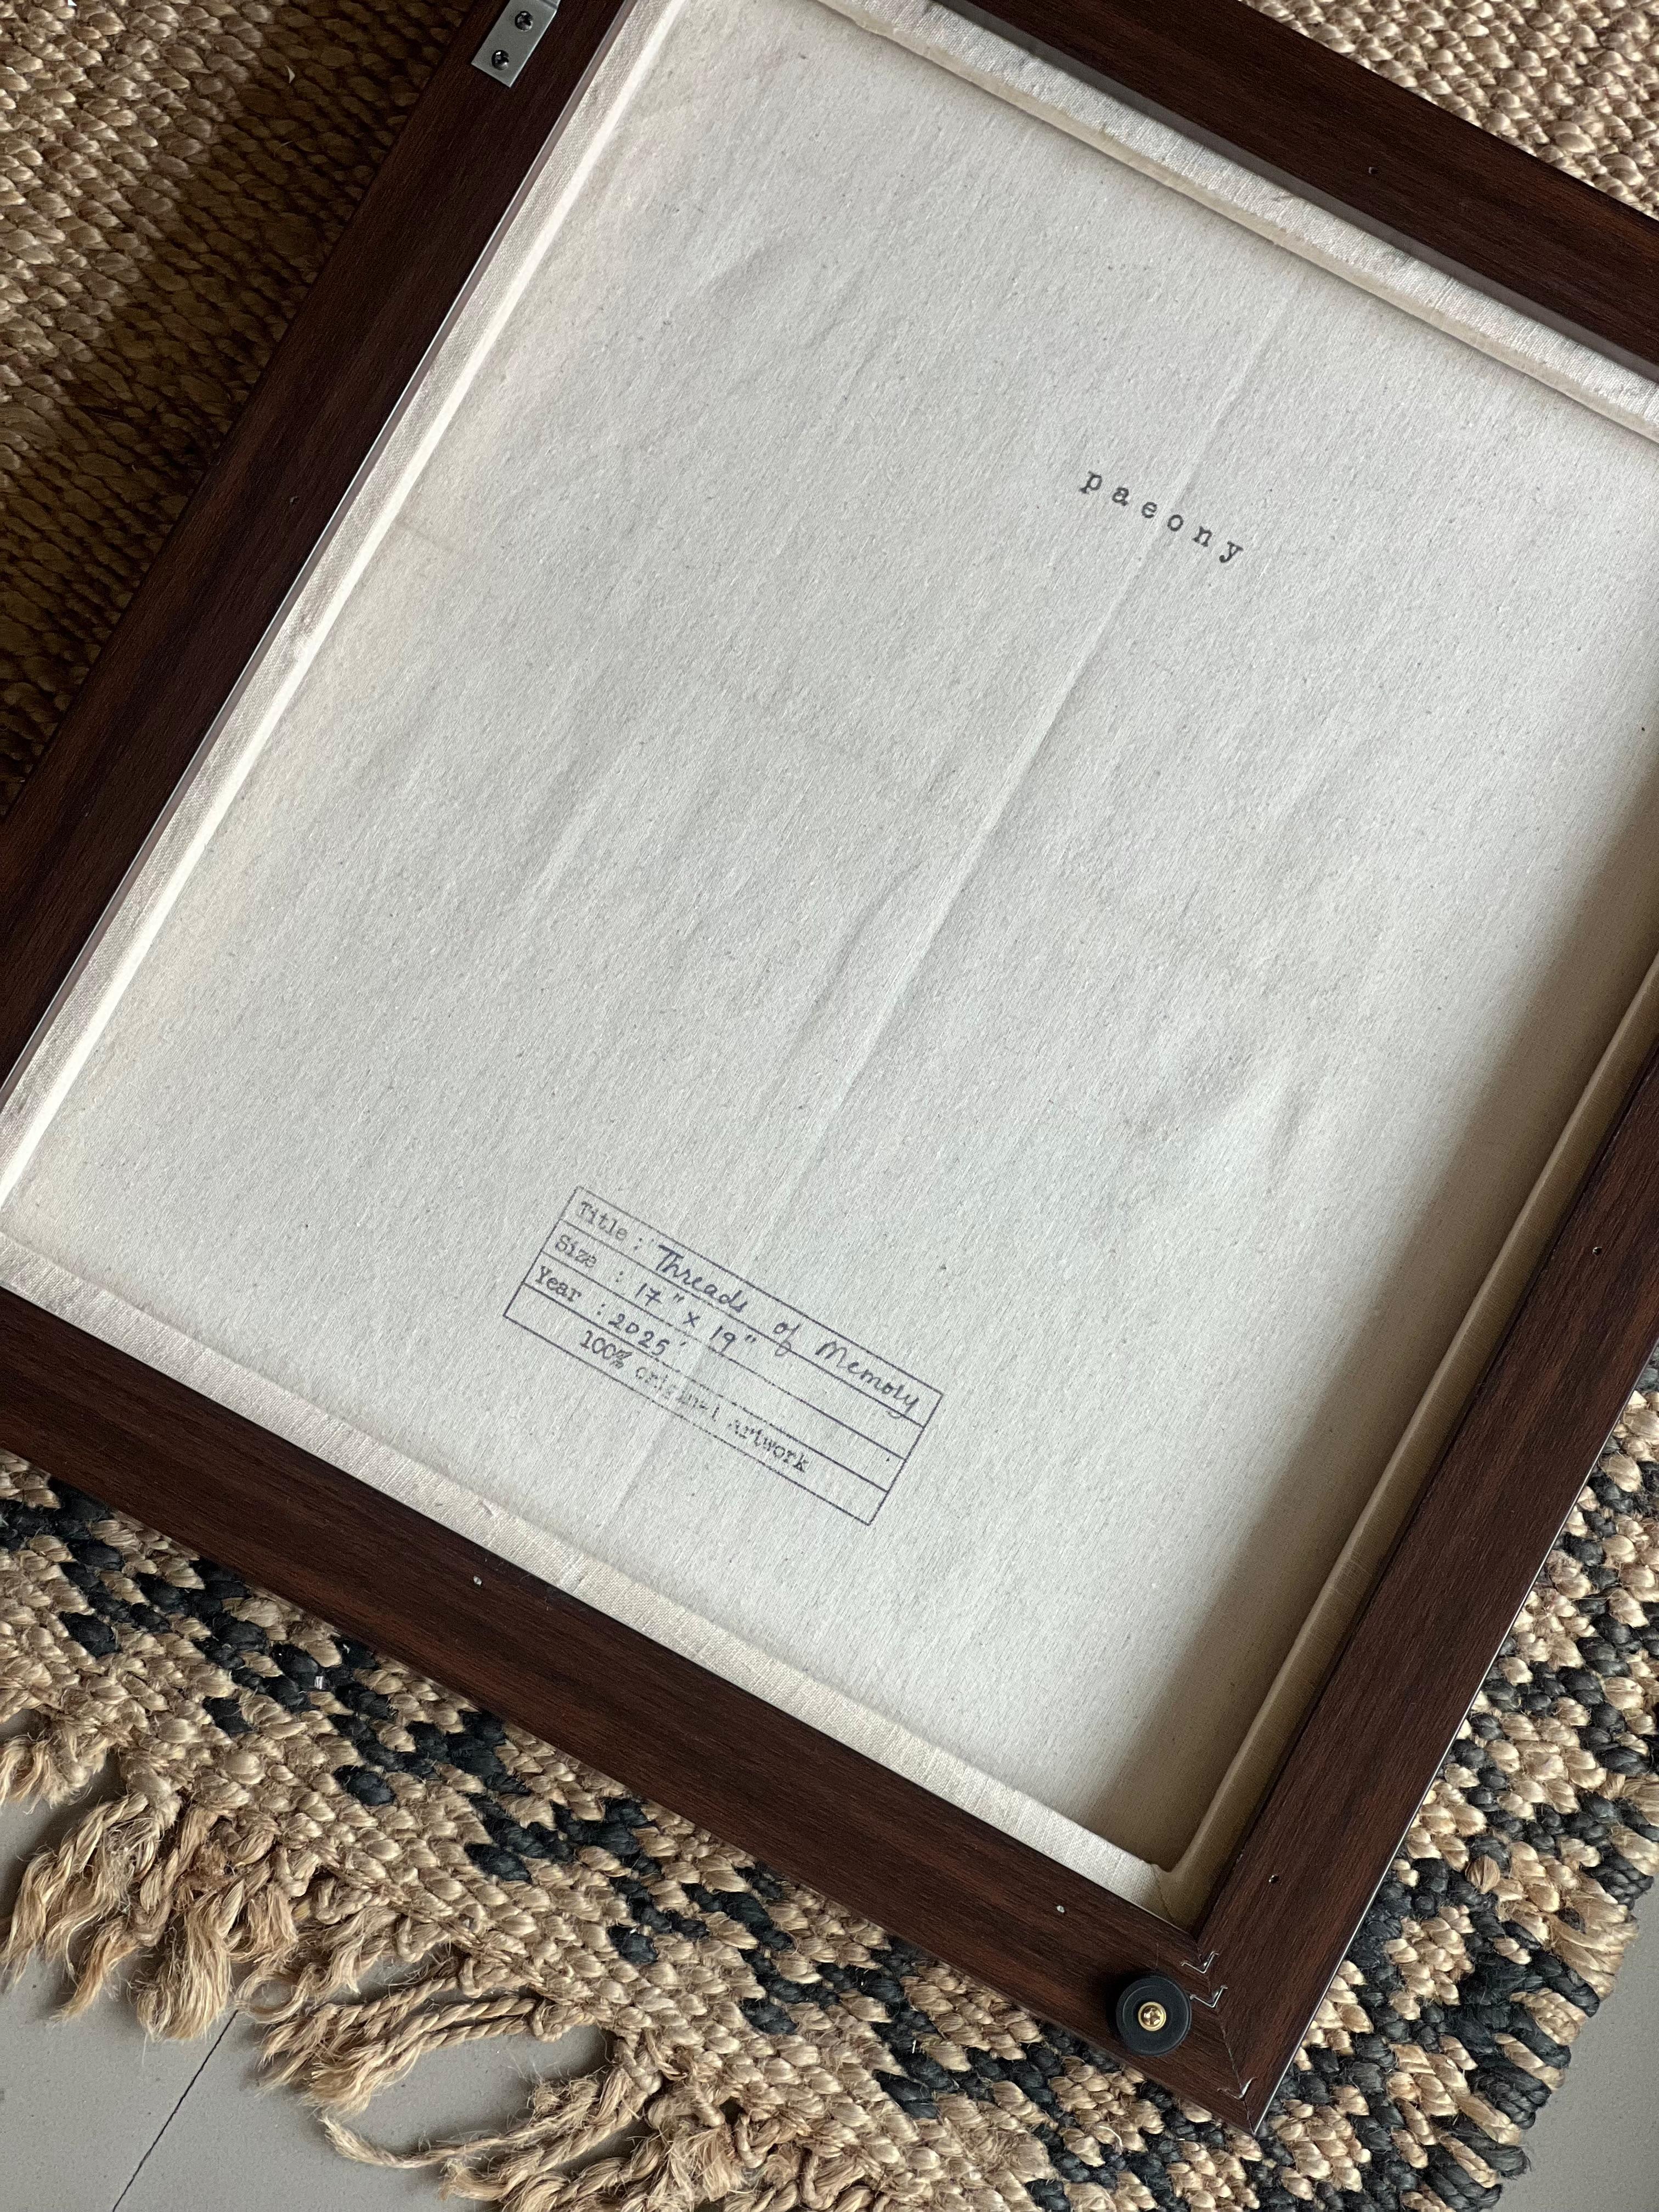 paeony
Title : Threads of Memory
Size : 17" x 19"
Year : 2025'
100% original artwork